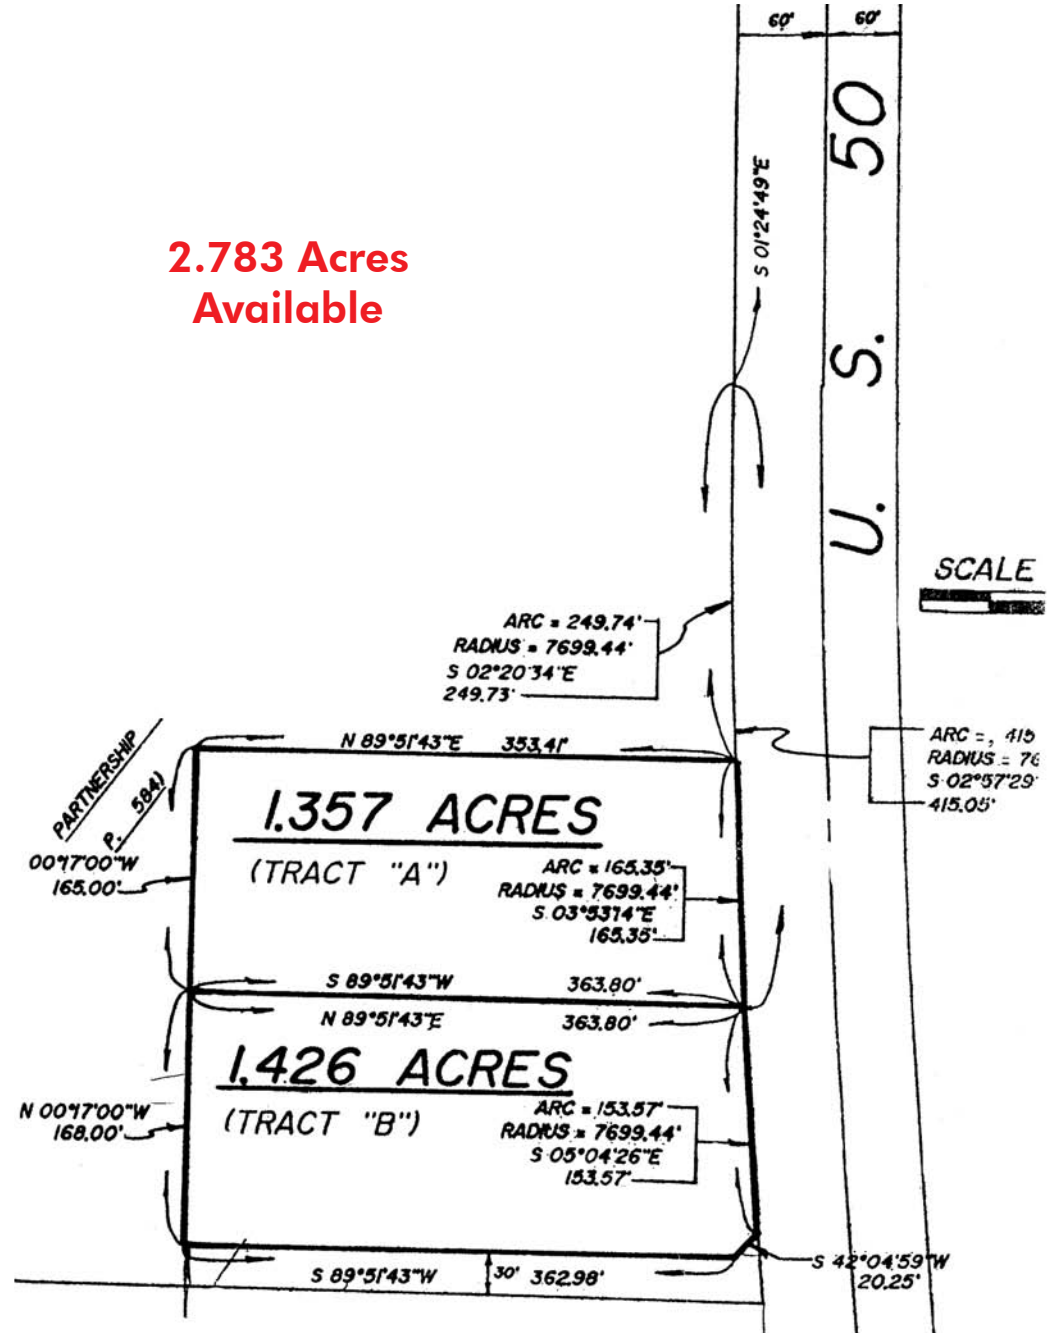 60' 60'
U. S. 50
S 01°24'49"E
2.783 Acres
Available
SCALE
ARC = 249.74'
RADIUS = 7699.44'
S 02°20'34"E
249.73'
ARC = , 415
RADIUS = 76
S 02°57'29"
415.05'
PARTNERSHIP
P. 584)
N 89°51'43"E 353.41'
1.357 ACRES
(TRACT "A")
00°17'00"W
165.00'
ARC = 165.35'
RADIUS = 7699.44'
S 03°53'14"E
165.35'
S 89°51'43"W 363.80'
N 89°51'43"E 363.80'
1.426 ACRES
(TRACT "B")
N 00°17'00"W
168.00'
ARC = 153.57'
RADIUS = 7699.44'
S 05°04'26"E
153.57'
S 42°04'59"W
20.25'
S 89°51'43"W 30' 362.98'